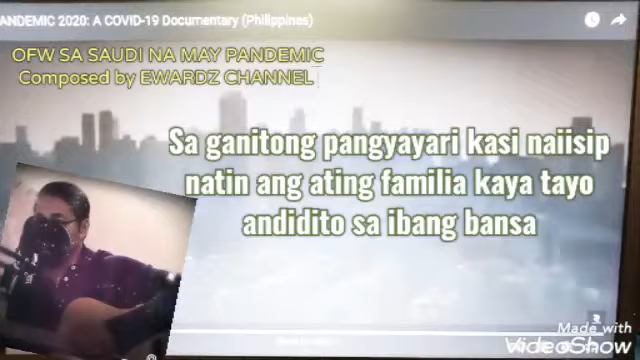 ANDEMIC 2020: A COVID-19 Documentary (Philippines)
OFW SA SAUDI NA MAY PANDEMIC
Composed by EWARDZ CHANNEL
Sa ganitong pangyayari kasi naiisip
natin ang ating familia kaya tayo
andidito sa ibang bansa
Made with
VideoShow